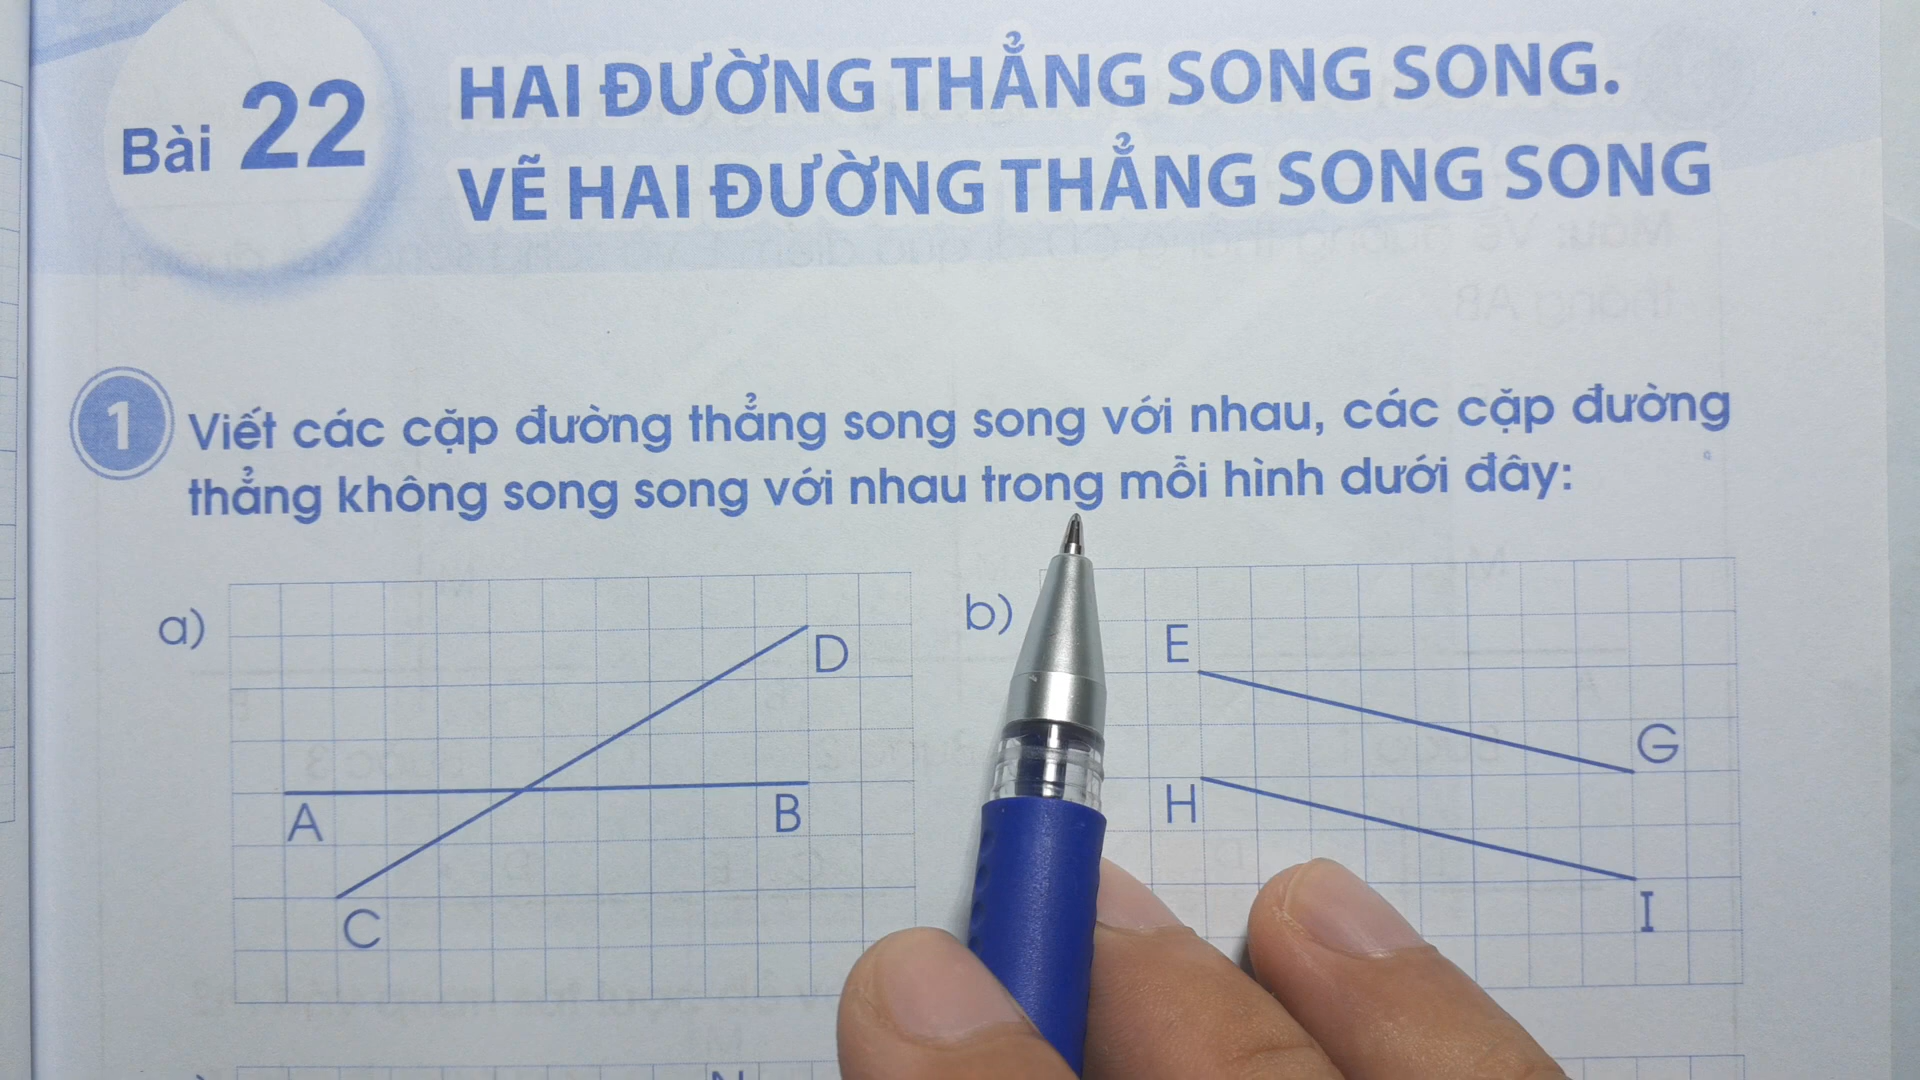 Bài 22
HAI ĐƯỜNG THẲNG SONG SONG.
VẼ HAI ĐƯỜNG THẲNG SONG SONG
1 Viết các cặp đường thẳng song song với nhau, các cặp đường
thẳng không song song với nhau trong mỗi hình dưới đây:
a)
D
A
B
C
b)
E
G
H
I